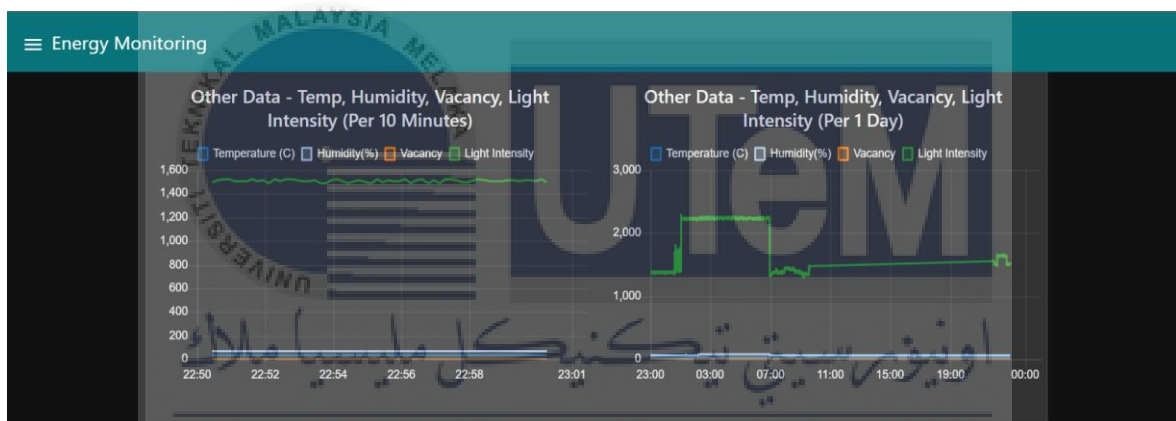 Energy Monitoring
UNIVERSITI TEKNIKAL MALAYSIA MELAKA
UTeM
Other Data - Temp, Humidity, Vacancy, Light
Intensity (Per 10 Minutes)
Temperature (C) Humidity(%) Vacancy Light Intensity
1,600
1,400
1,200
1,000
800
600
400
200
0
22:50 22:52 22:54 22:56 22:58 23:01
Other Data - Temp, Humidity, Vacancy, Light
Intensity (Per 1 Day)
Temperature (C) Humidity(%) Vacancy Light Intensity
3,000
2,000
1,000
0
23:00 03:00 07:00 11:00 15:00 19:00 00:00
اونيۏرسيتي تيکنيکل مليسيا ملاک